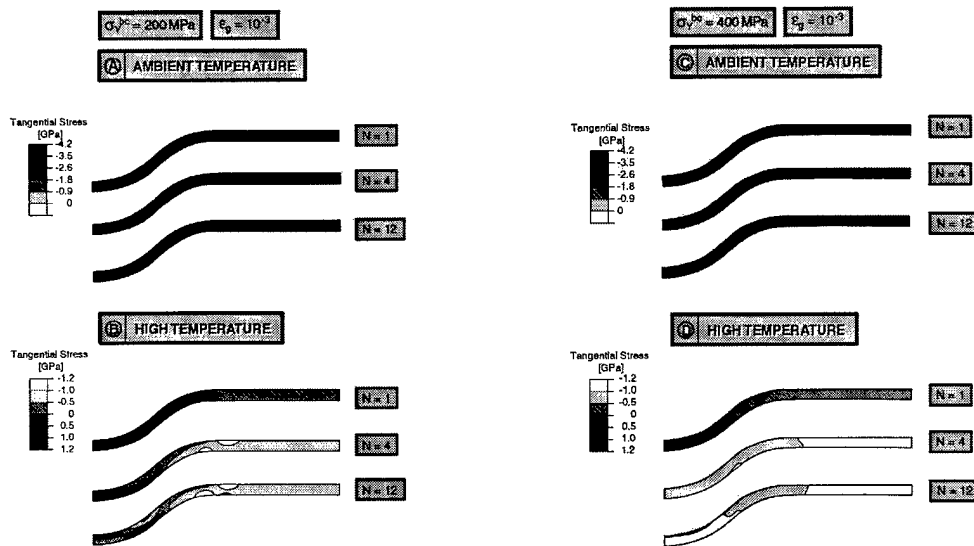 σY^bc = 200 MPa  εg = 10^-3
Ⓐ AMBIENT TEMPERATURE
Tangential Stress
[GPa]
-4.2
-3.5
-2.6
-1.8
-0.9
0
N = 1
N = 4
N = 12
Ⓑ HIGH TEMPERATURE
Tangential Stress
[GPa]
-1.2
-1.0
-0.5
0
0.5
1.0
1.2
N = 1
N = 4
N = 12
= 400 MPa  εg = 10^-3
Ⓒ AMBIENT TEMPERATURE
Tangential Stress
[GPa]
-4.2
-3.5
-2.6
-1.8
-0.9
0
N = 1
N = 4
N = 12
Ⓓ HIGH TEMPERATURE
Tangential Stress
[GPa]
-1.2
-1.0
-0.5
0
0.5
1.0
1.2
N = 1
N = 4